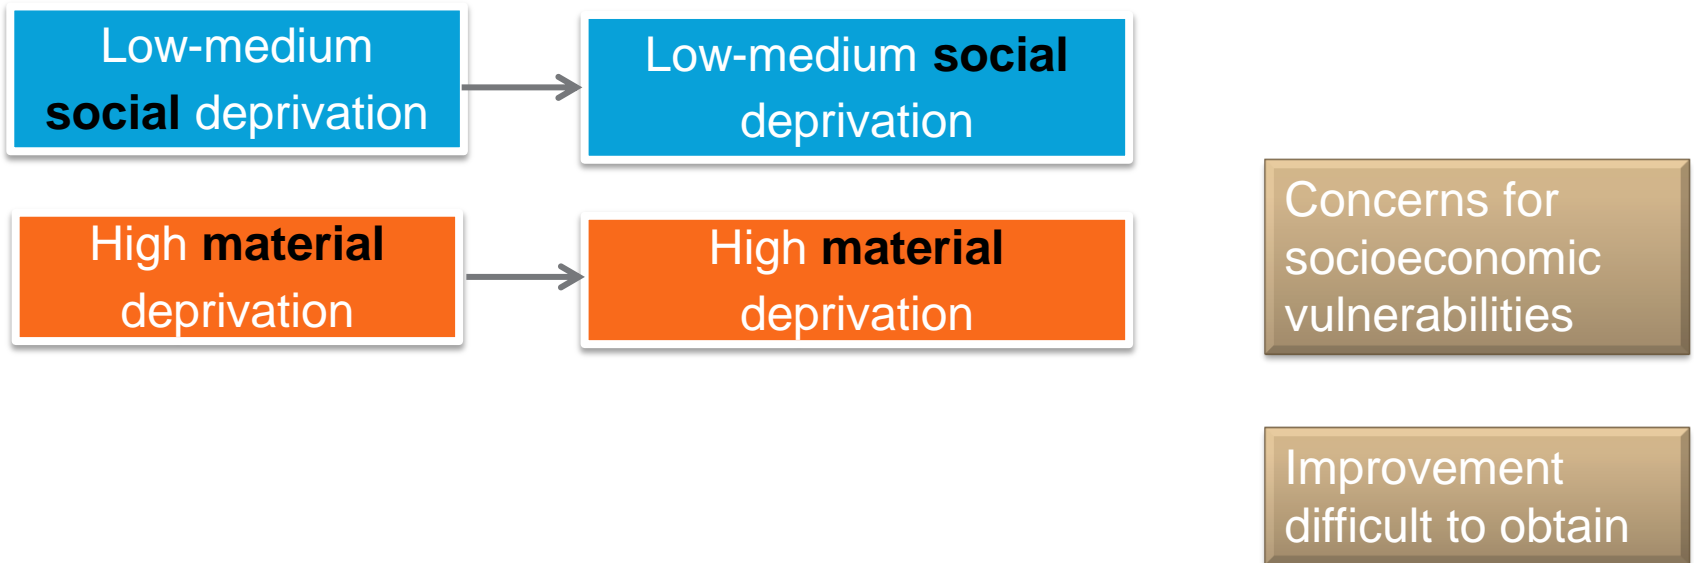 Low-medium
social deprivation
Low-medium social
deprivation
High material
deprivation
High material
deprivation
Concerns for
socioeconomic
vulnerabilities
Improvement
difficult to obtain